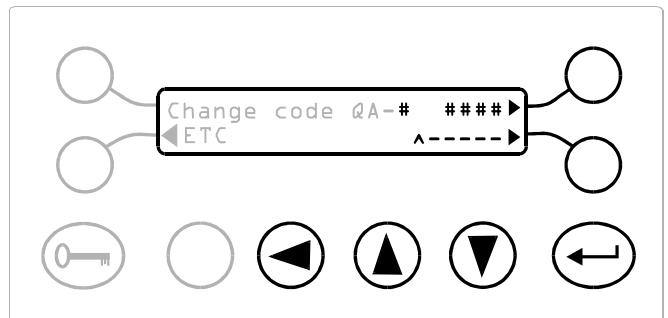 Change code QA-# ####
ETC ^-----